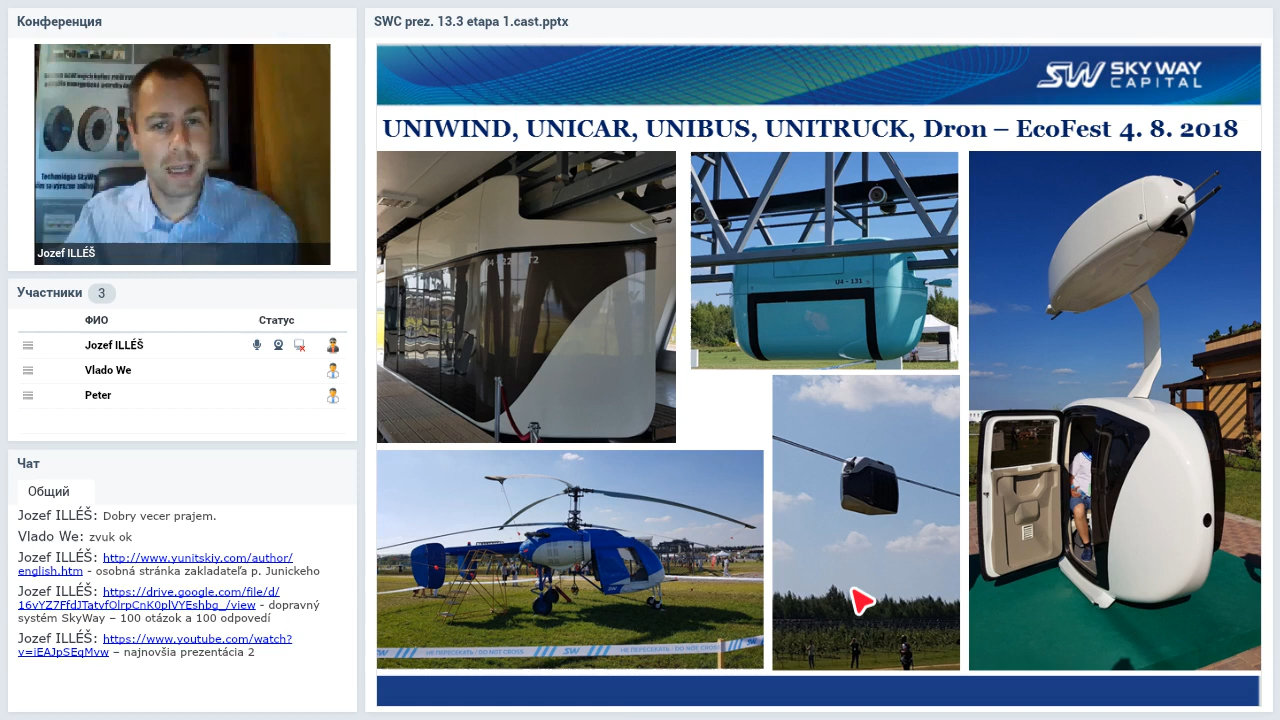 Конференция
Jozef ILLÉŠ
Участники 3
ФИО Статус
Jozef ILLÉŠ
Vlado We
Peter
Чат
Общий
Jozef ILLÉŠ: Dobry vecer prajem.
Vlado We: zvuk ok
Jozef ILLÉŠ: http://www.yunitskiy.com/author/
english.htm - osobná stránka zakladateľa p. Junickeho
Jozef ILLÉŠ: https://drive.google.com/file/d/
16vYZ7FfdJTatvfOlrpCnK0plVYEshbg_/view - dopravný
systém SkyWay – 100 otázok a 100 odpovedí
Jozef ILLÉŠ: https://www.youtube.com/watch?
v=iEAJpSEqMvw – najnovšia prezentácia 2
SWC prez. 13.3 etapa 1.cast.pptx
SW SKY WAY
CAPITAL
UNIWIND, UNICAR, UNIBUS, UNITRUCK, Dron – EcoFest 4. 8. 2018
U4 - 131
НЕ ПЕРЕСЕКАТЬ / DO NOT CROSS